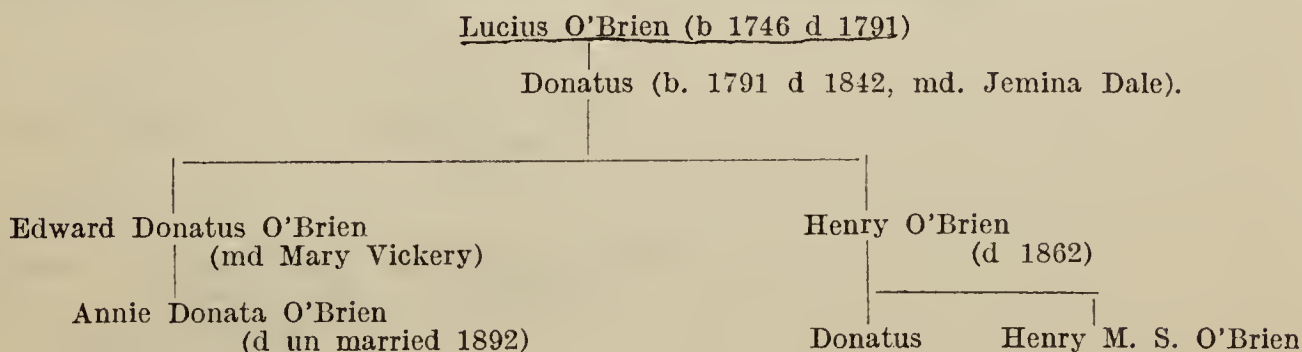 Lucius O'Brien (b 1746 d 1791)
Donatus (b. 1791 d 1842, md. Jemina Dale).
Edward Donatus O'Brien
(md Mary Vickery)
Henry O'Brien
(d 1862)
Annie Donata O'Brien
(d un married 1892)
Donatus
Henry M. S. O'Brien